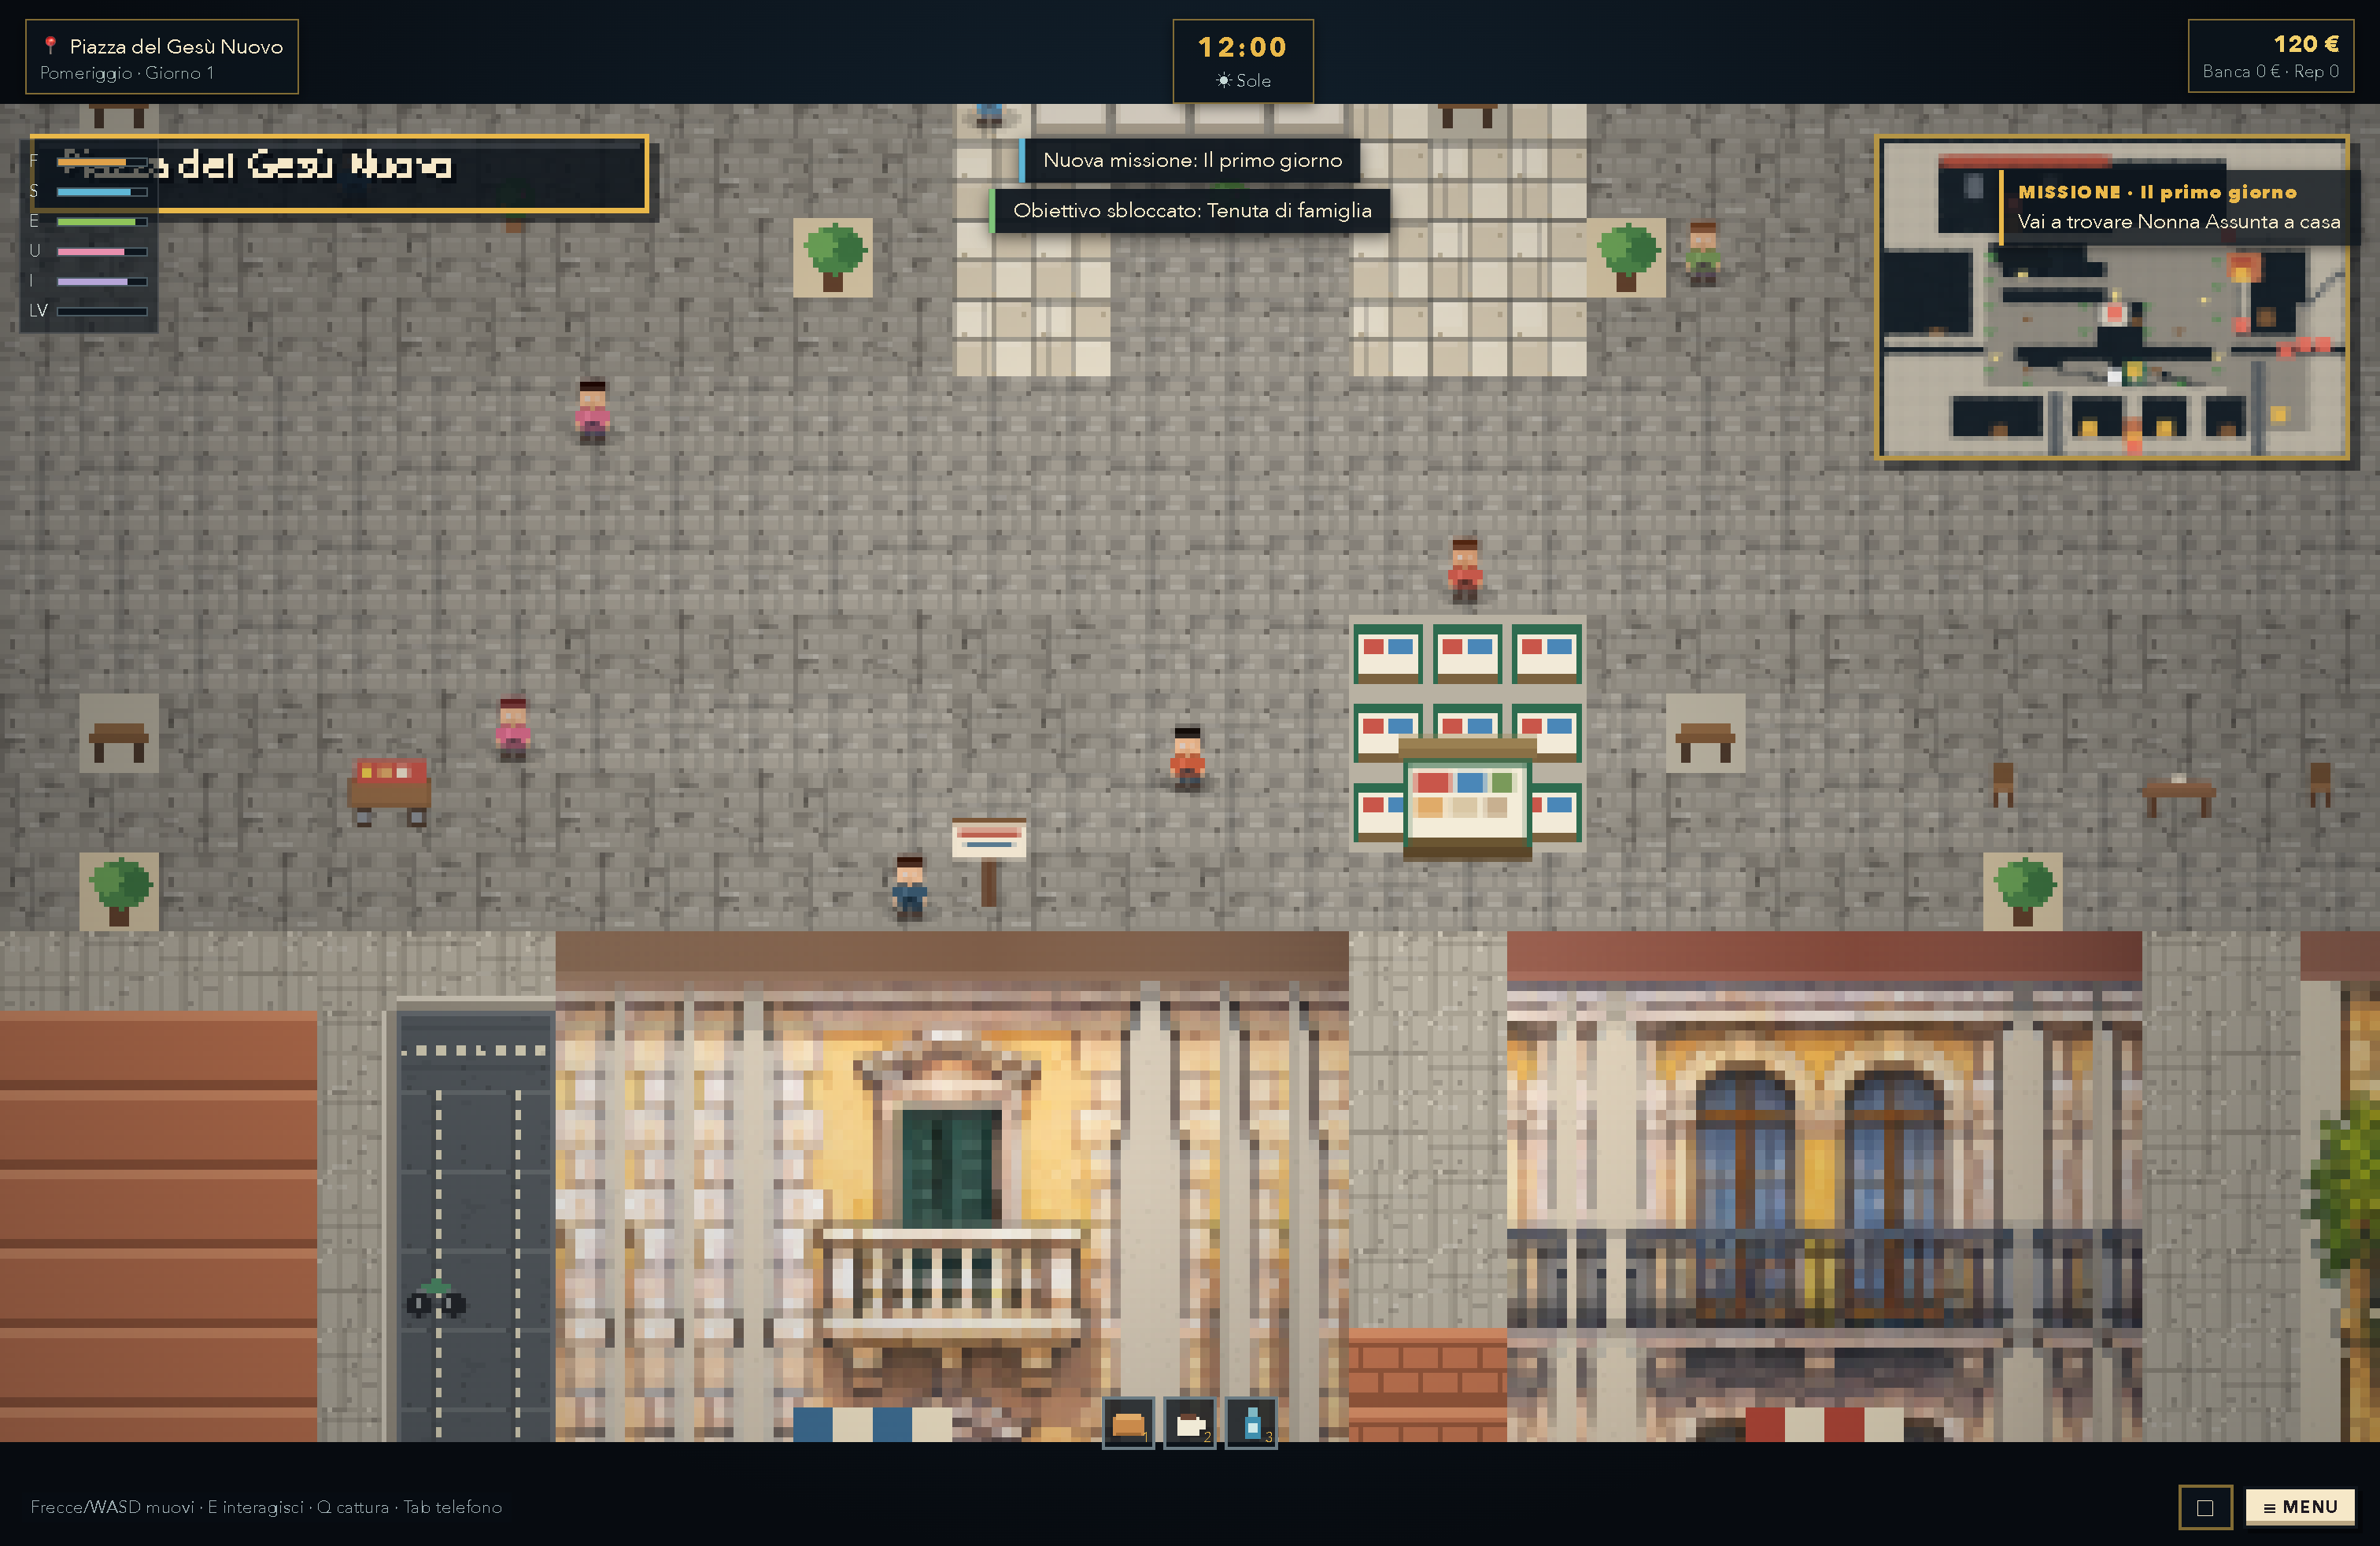 Piazza del Gesù Nuovo
Pomeriggio · Giorno 1
12:00
☀ Sole
120 €
Banca 0 € · Rep 0
del Gesù Nuovo
F
S
E
U
I
LV
Nuova missione: Il primo giorno
Obiettivo sbloccato: Tenuta di famiglia
MISSIONE · Il primo giorno
Vai a trovare Nonna Assunta a casa
1
2
3
Frecce/WASD muovi · E interagisci · Q cattura · Tab telefono
≡ MENU